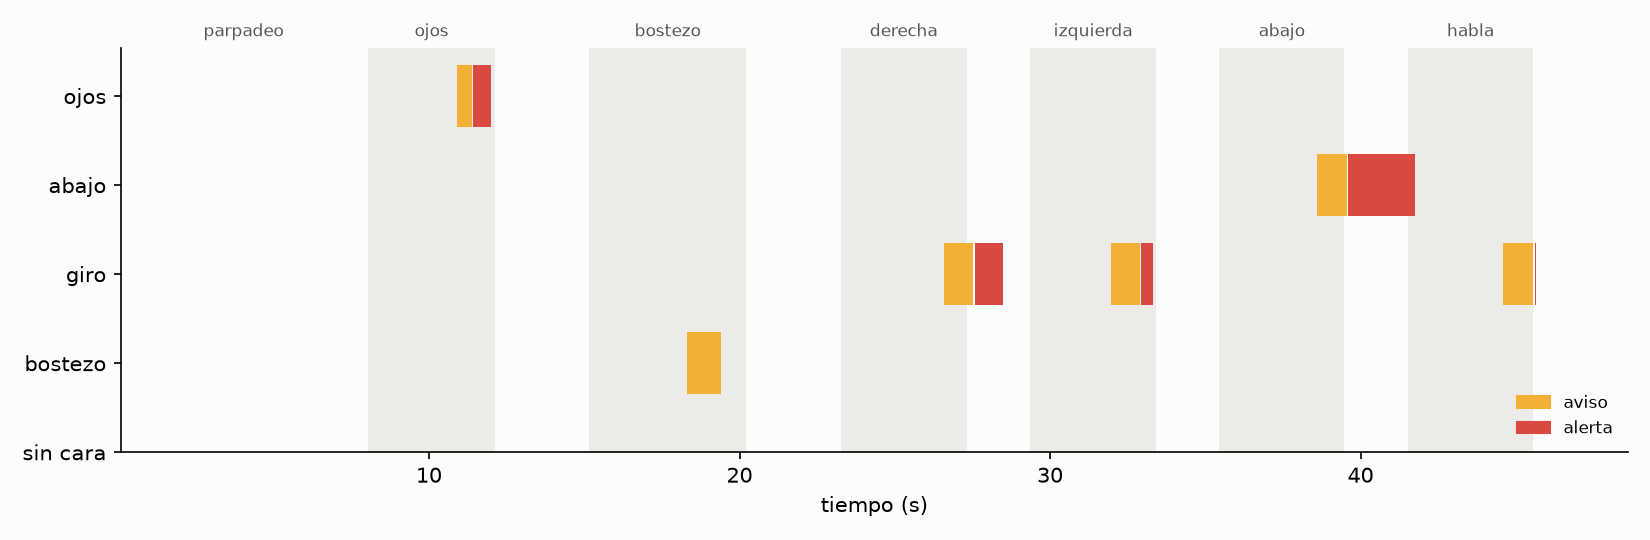 parpadeo ojos bostezo derecha izquierda abajo habla
ojos
abajo
giro
bostezo
sin cara
aviso
alerta
10 20 30 40
tiempo (s)